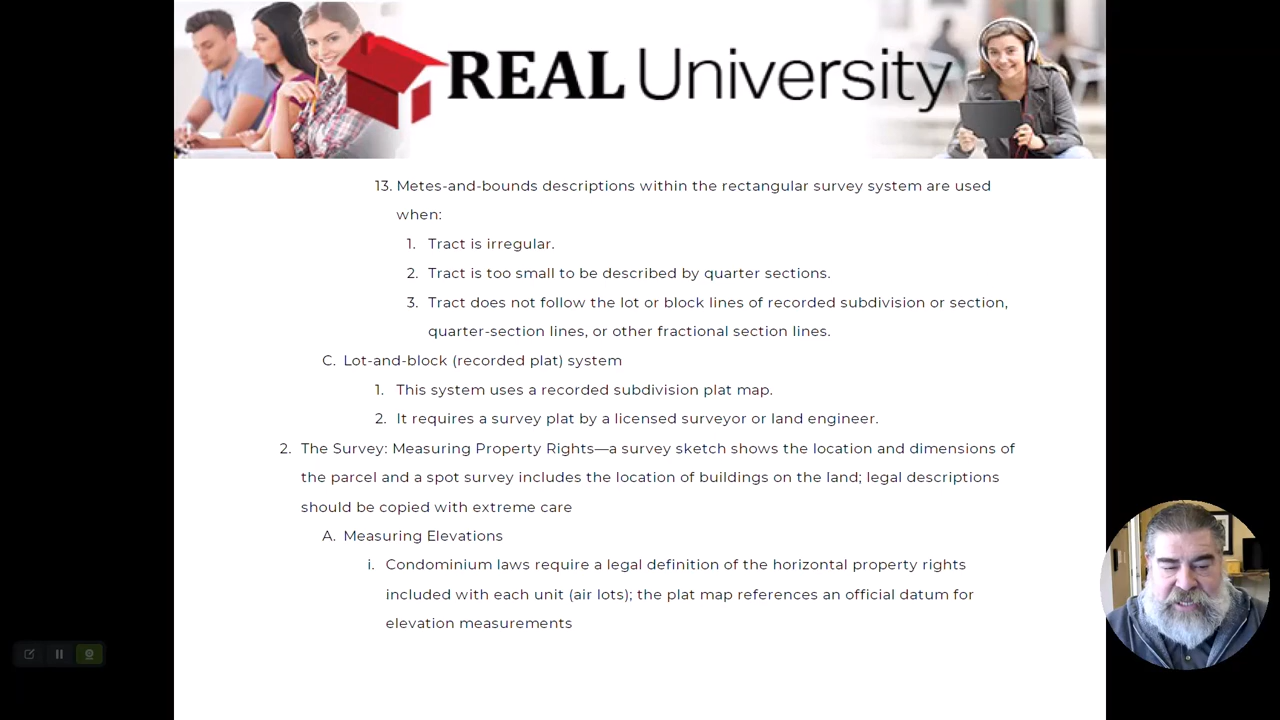 REAL University
13. Metes-and-bounds descriptions within the rectangular survey system are used
when:
1. Tract is irregular.
2. Tract is too small to be described by quarter sections.
3. Tract does not follow the lot or block lines of recorded subdivision or section,
quarter-section lines, or other fractional section lines.
C. Lot-and-block (recorded plat) system
1. This system uses a recorded subdivision plat map.
2. It requires a survey plat by a licensed surveyor or land engineer.
2. The Survey: Measuring Property Rights—a survey sketch shows the location and dimensions of
the parcel and a spot survey includes the location of buildings on the land; legal descriptions
should be copied with extreme care
A. Measuring Elevations
i. Condominium laws require a legal definition of the horizontal property rights
included with each unit (air lots); the plat map references an official datum for
elevation measurements